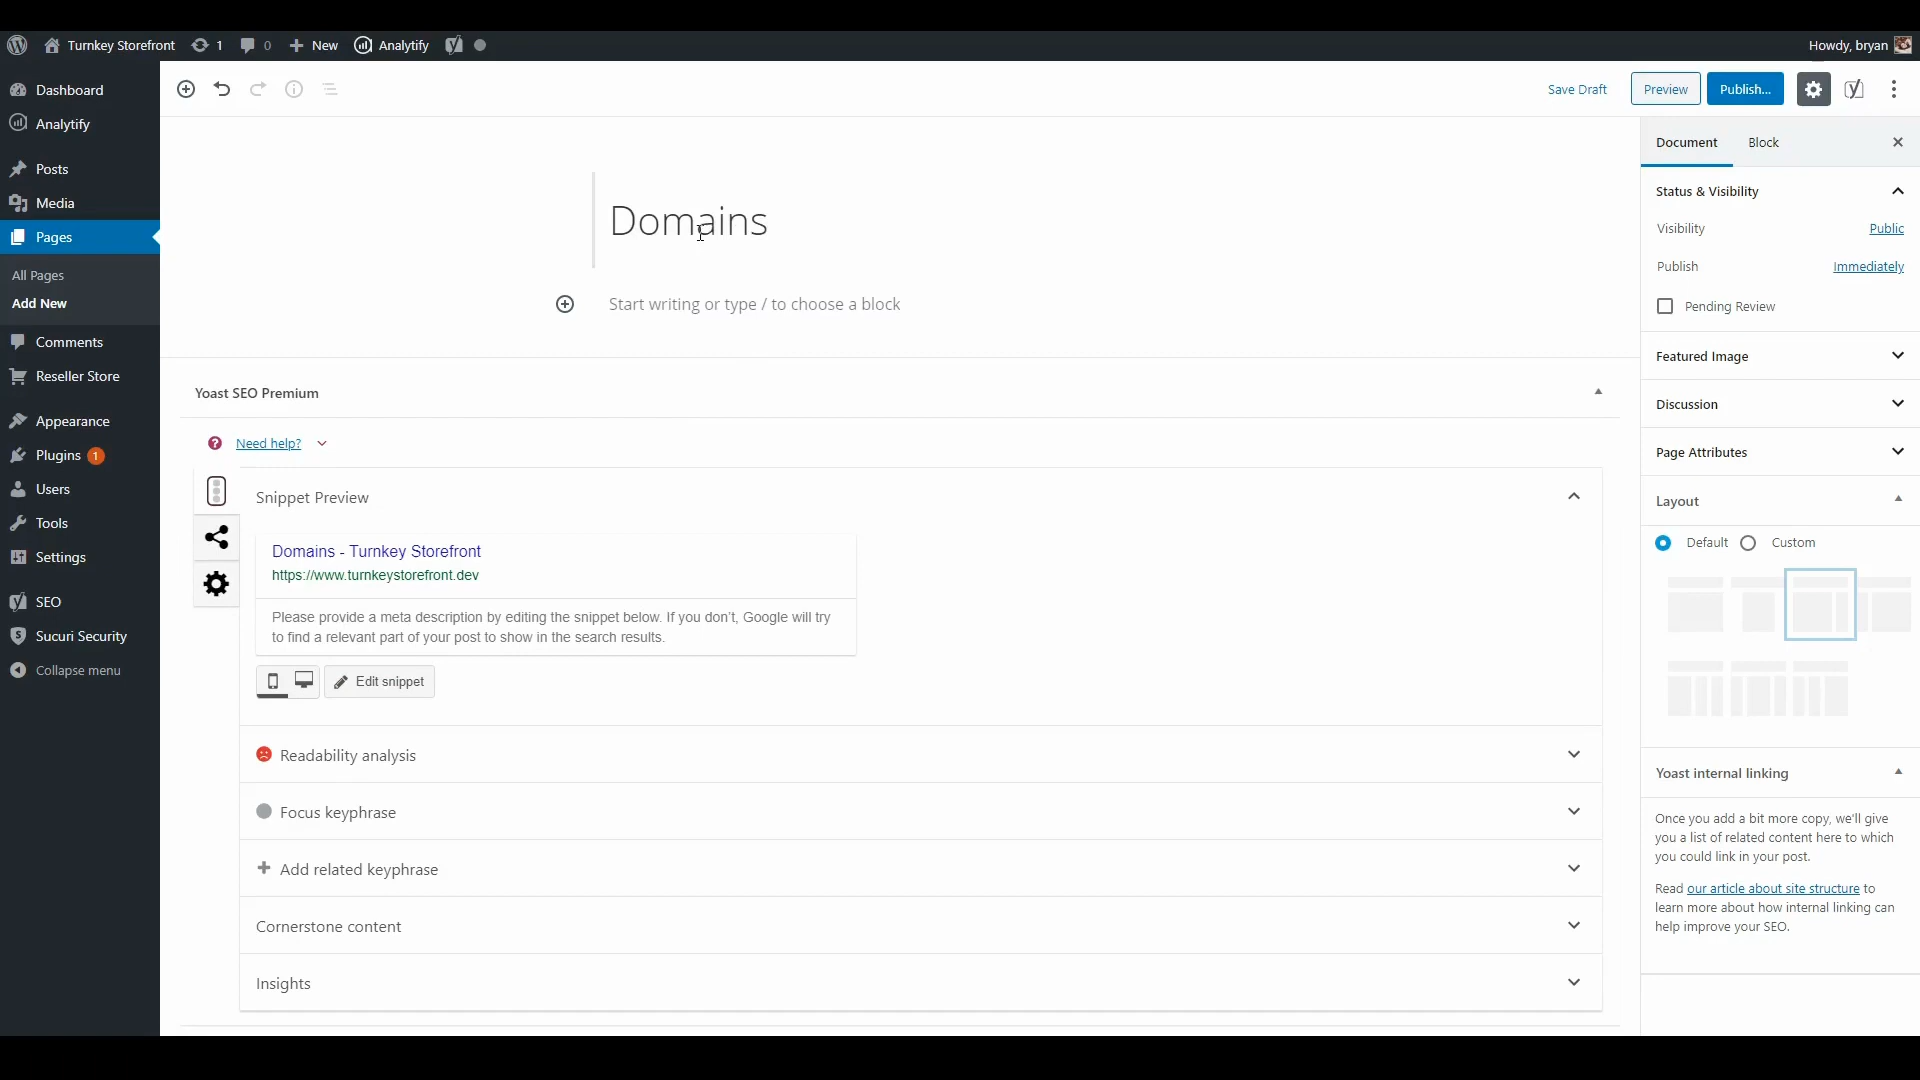 Turnkey Storefront 1 0 New Analytify Howdy, bryan
Dashboard
Analytify
Posts
Media
Pages
All Pages
Add New
Comments
Reseller Store
Appearance
Plugins 1
Users
Tools
Settings
SEO
Sucuri Security
Collapse menu
Save Draft Preview Publish...
Domains
Start writing or type / to choose a block
Yoast SEO Premium
Need help?
Snippet Preview
Domains - Turnkey Storefront
https://www.turnkeystorefront.dev
Please provide a meta description by editing the snippet below. If you don't, Google will try
to find a relevant part of your post to show in the search results.
Edit snippet
Readability analysis
Focus keyphrase
Add related keyphrase
Cornerstone content
Insights
Document Block
Status & Visibility
Visibility Public
Publish Immediately
Pending Review
Featured Image
Discussion
Page Attributes
Layout
Default Custom
Yoast internal linking
Once you add a bit more copy, we'll give
you a list of related content here to which
you could link in your post.
Read our article about site structure to
learn more about how internal linking can
help improve your SEO.